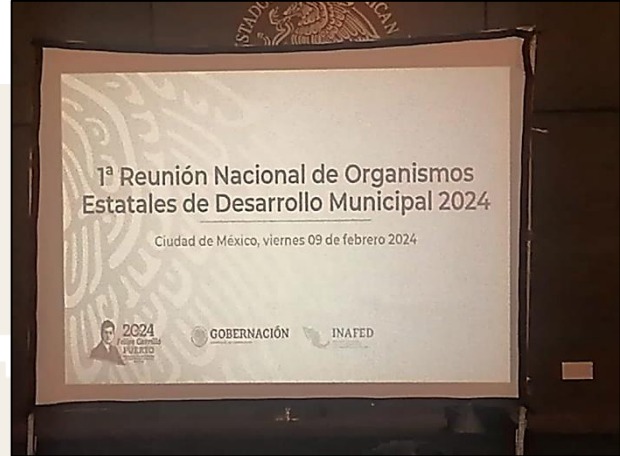 1ª Reunión Nacional de Organismos
Estatales de Desarrollo Municipal 2024
Ciudad de México, viernes 09 de febrero 2024
2024
Felipe Carrillo
PUERTO
GOBERNACIÓN
INAFED